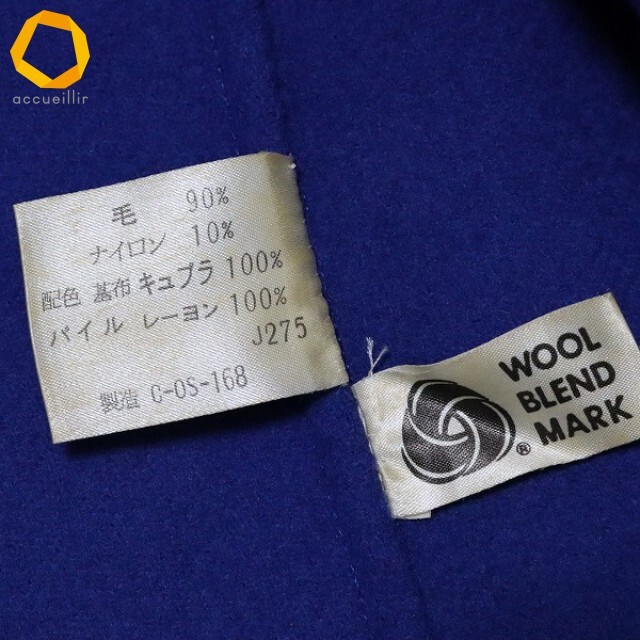 accueillir
毛 90%
ナイロン 10%
配色 基布 キュプラ 100%
パイル レーヨン 100%
J275
製造 C-OS-168
WOOL
BLEND
MARK
®